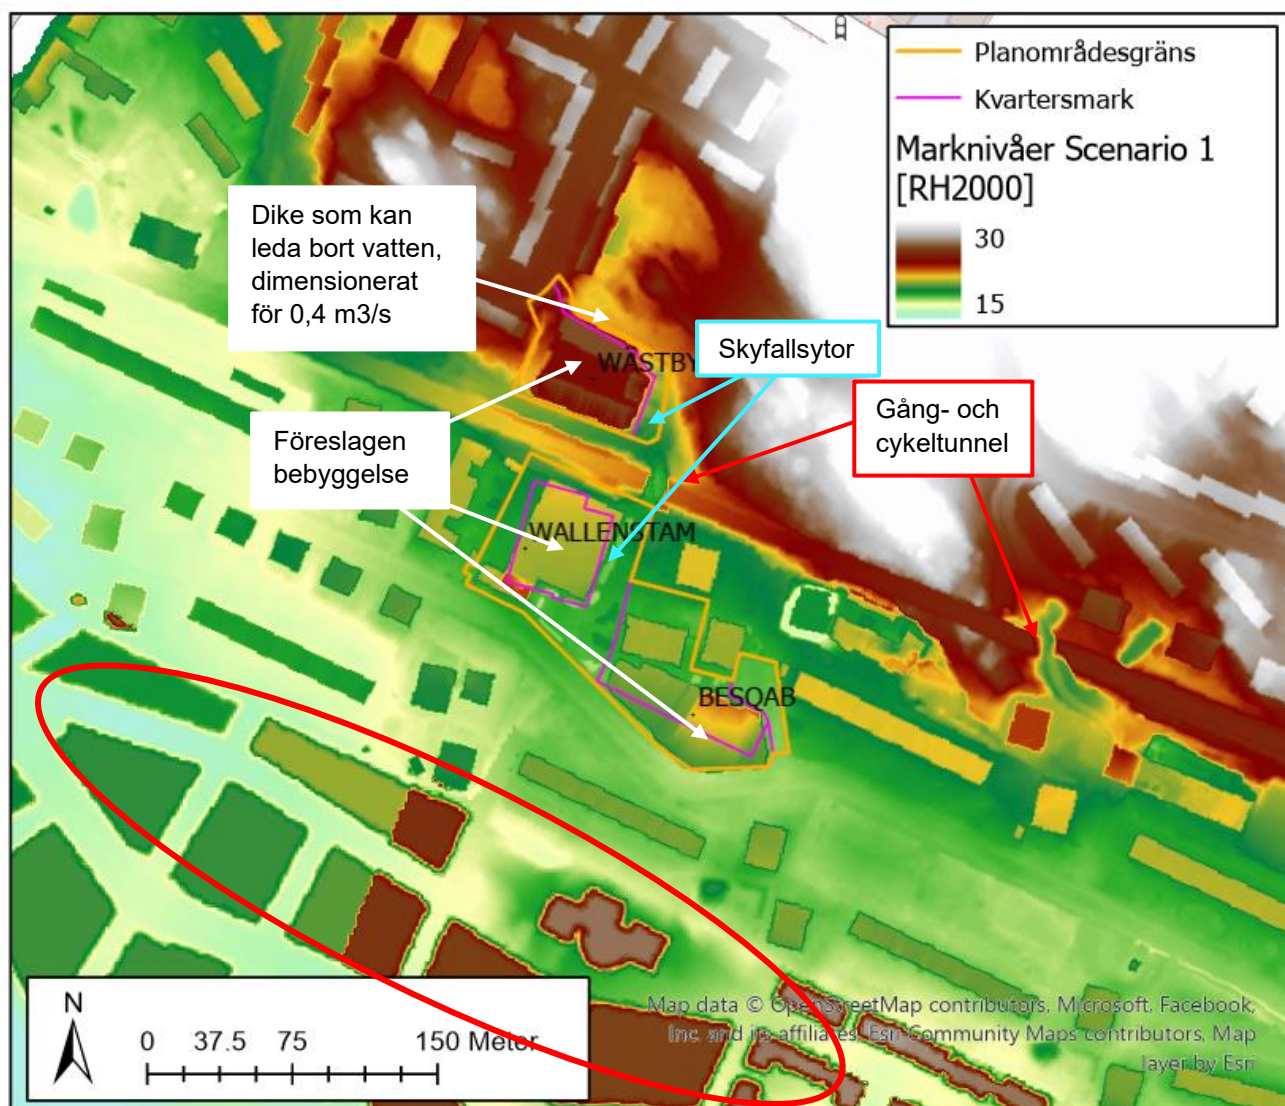 Planområdesgräns
Kvartersmark
Marknivåer Scenario 1
[RH2000]
30
15
Dike som kan
leda bort vatten,
dimensionerat
för 0,4 m3/s
WÄSTBY
Skyfallsytor
Gång- och
cykeltunnel
Föreslagen
bebyggelse
WALLENSTAM
BESQAB
N
0 37.5 75 150 Meter
Map data © OpenStreetMap contributors, Microsoft, Facebook,
Inc. and its affiliates, Esri Community Maps contributors, Map
layer by Esri